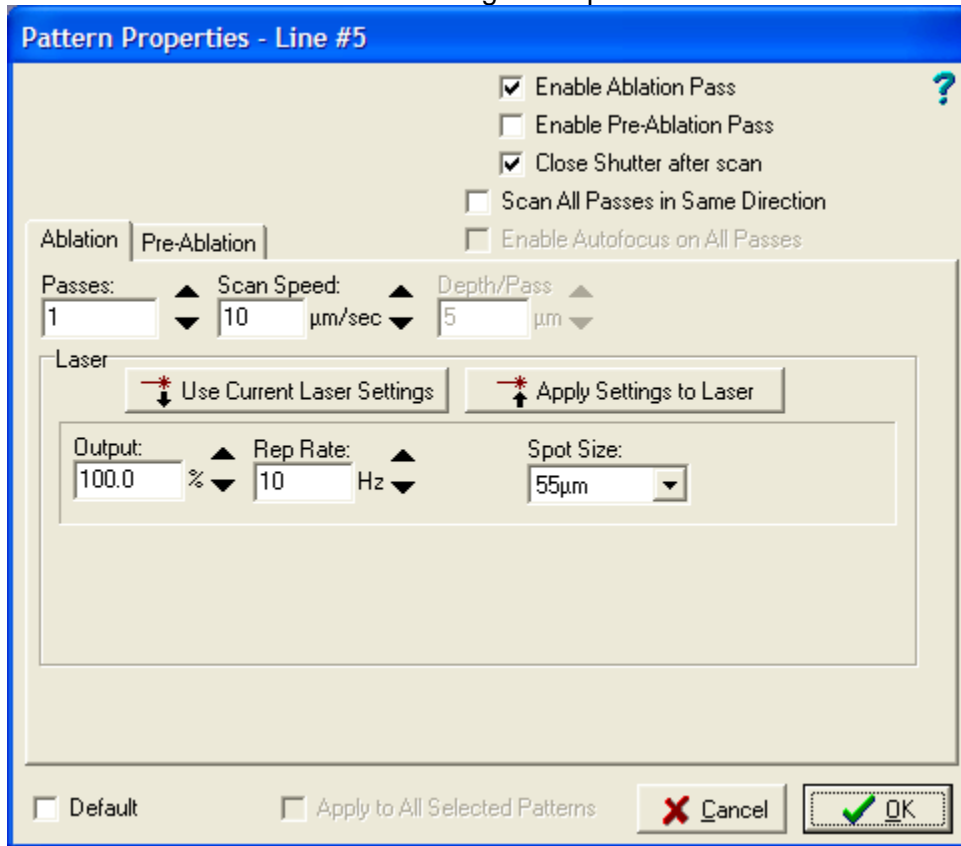 Pattern Properties - Line #5
Enable Ablation Pass
?
Enable Pre-Ablation Pass
Close Shutter after scan
Scan All Passes in Same Direction
Enable Autofocus on All Passes
Ablation
Pre-Ablation
Passes:
Scan Speed:
Depth/Pass
1
10
µm/sec
5
µm
Laser
Use Current Laser Settings
Apply Settings to Laser
Output:
Rep Rate:
Spot Size:
100.0
%
10
Hz
55µm
Default
Apply to All Selected Patterns
Cancel
OK